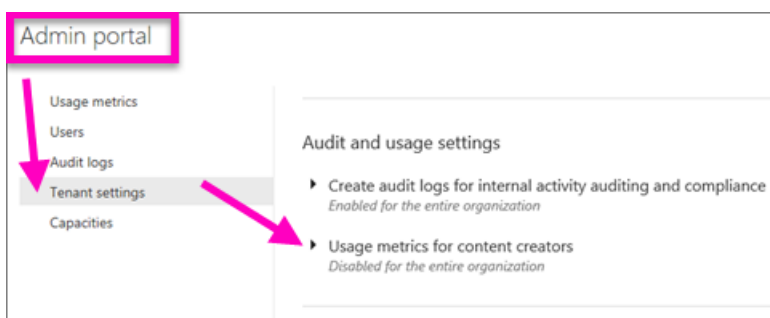 Admin portal
Usage metrics
Users
Audit logs
Tenant settings
Capacities
Audit and usage settings
Create audit logs for internal activity auditing and compliance
Enabled for the entire organization
Usage metrics for content creators
Disabled for the entire organization